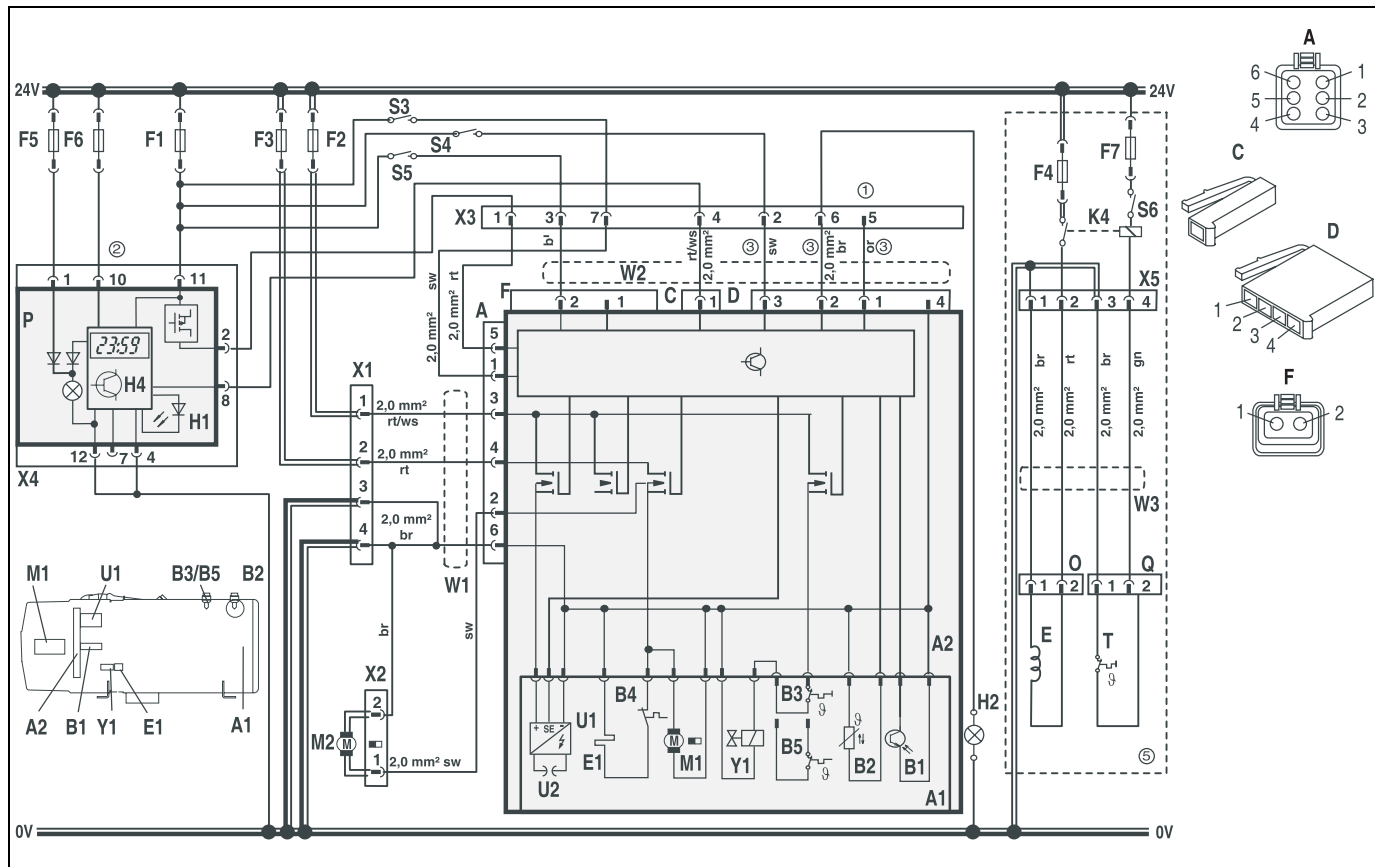 24V
24V
A
6 1
5 2
4 3
C
D
1
2
3
4
F
1 2
F5 F6 F1 F3 F2
S3
S4
S5
F4 F7
K4 S6
①
X3 1 3 7 4 2 6 5
②
③ ③ ③
sw
rt
2,0 mm²
2,0 mm²
rt/ws
2,0 mm²
sw
2,0 mm²
br
or
W2
F 2 1 C 1 D 3 2 1 4
A
5
1
3
4
2
6
1 10 11
P
2
8
23:59
H4
H1
12 7 4
X4
X1
1
2
3
4
2,0 mm²
rt/ws
2,0 mm²
rt
2,0 mm²
br
W1
br
sw
X2
2
1
M2
M
2,0 mm² sw
M1 U1 B3/B5 B2
A2 B1 Y1 E1 A1
A2
+ SE -
U1
U2
E1
B4
M
M1
Y1
B3
ϑ
B5
ϑ
ϑ
B2
B1
A1
H2
X5
1 2 3 4
br
rt
br
gn
2,0 mm²
2,0 mm²
2,0 mm²
2,0 mm²
W3
O Q
1 2 1 2
E T
ϑ
⑤
0V
0V